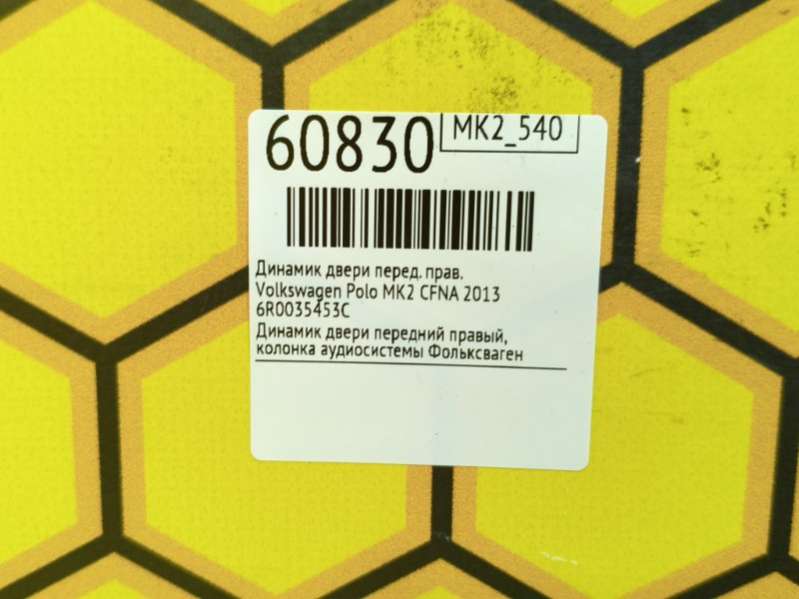 60830
MK2_540
Динамик двери перед. прав.
Volkswagen Polo MK2 CFNA 2013
6R0035453C
Динамик двери передний правый,
колонка аудиосистемы Фольксваген